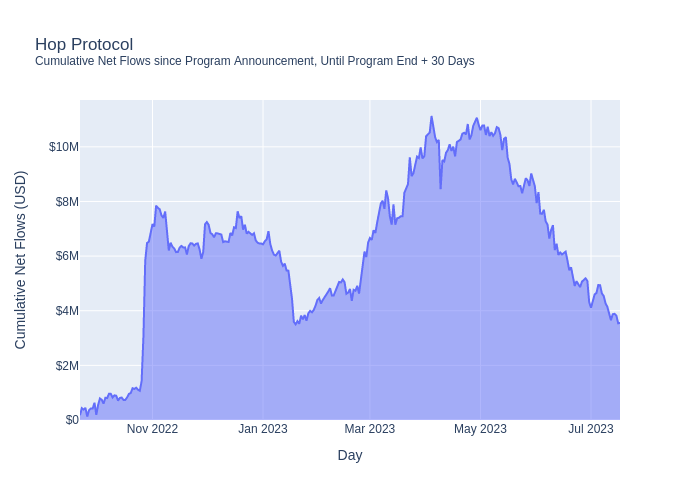 Hop Protocol
Cumulative Net Flows since Program Announcement, Until Program End + 30 Days
Cumulative Net Flows (USD)
$10M
$8M
$6M
$4M
$2M
$0
Nov 2022 Jan 2023 Mar 2023 May 2023 Jul 2023
Day